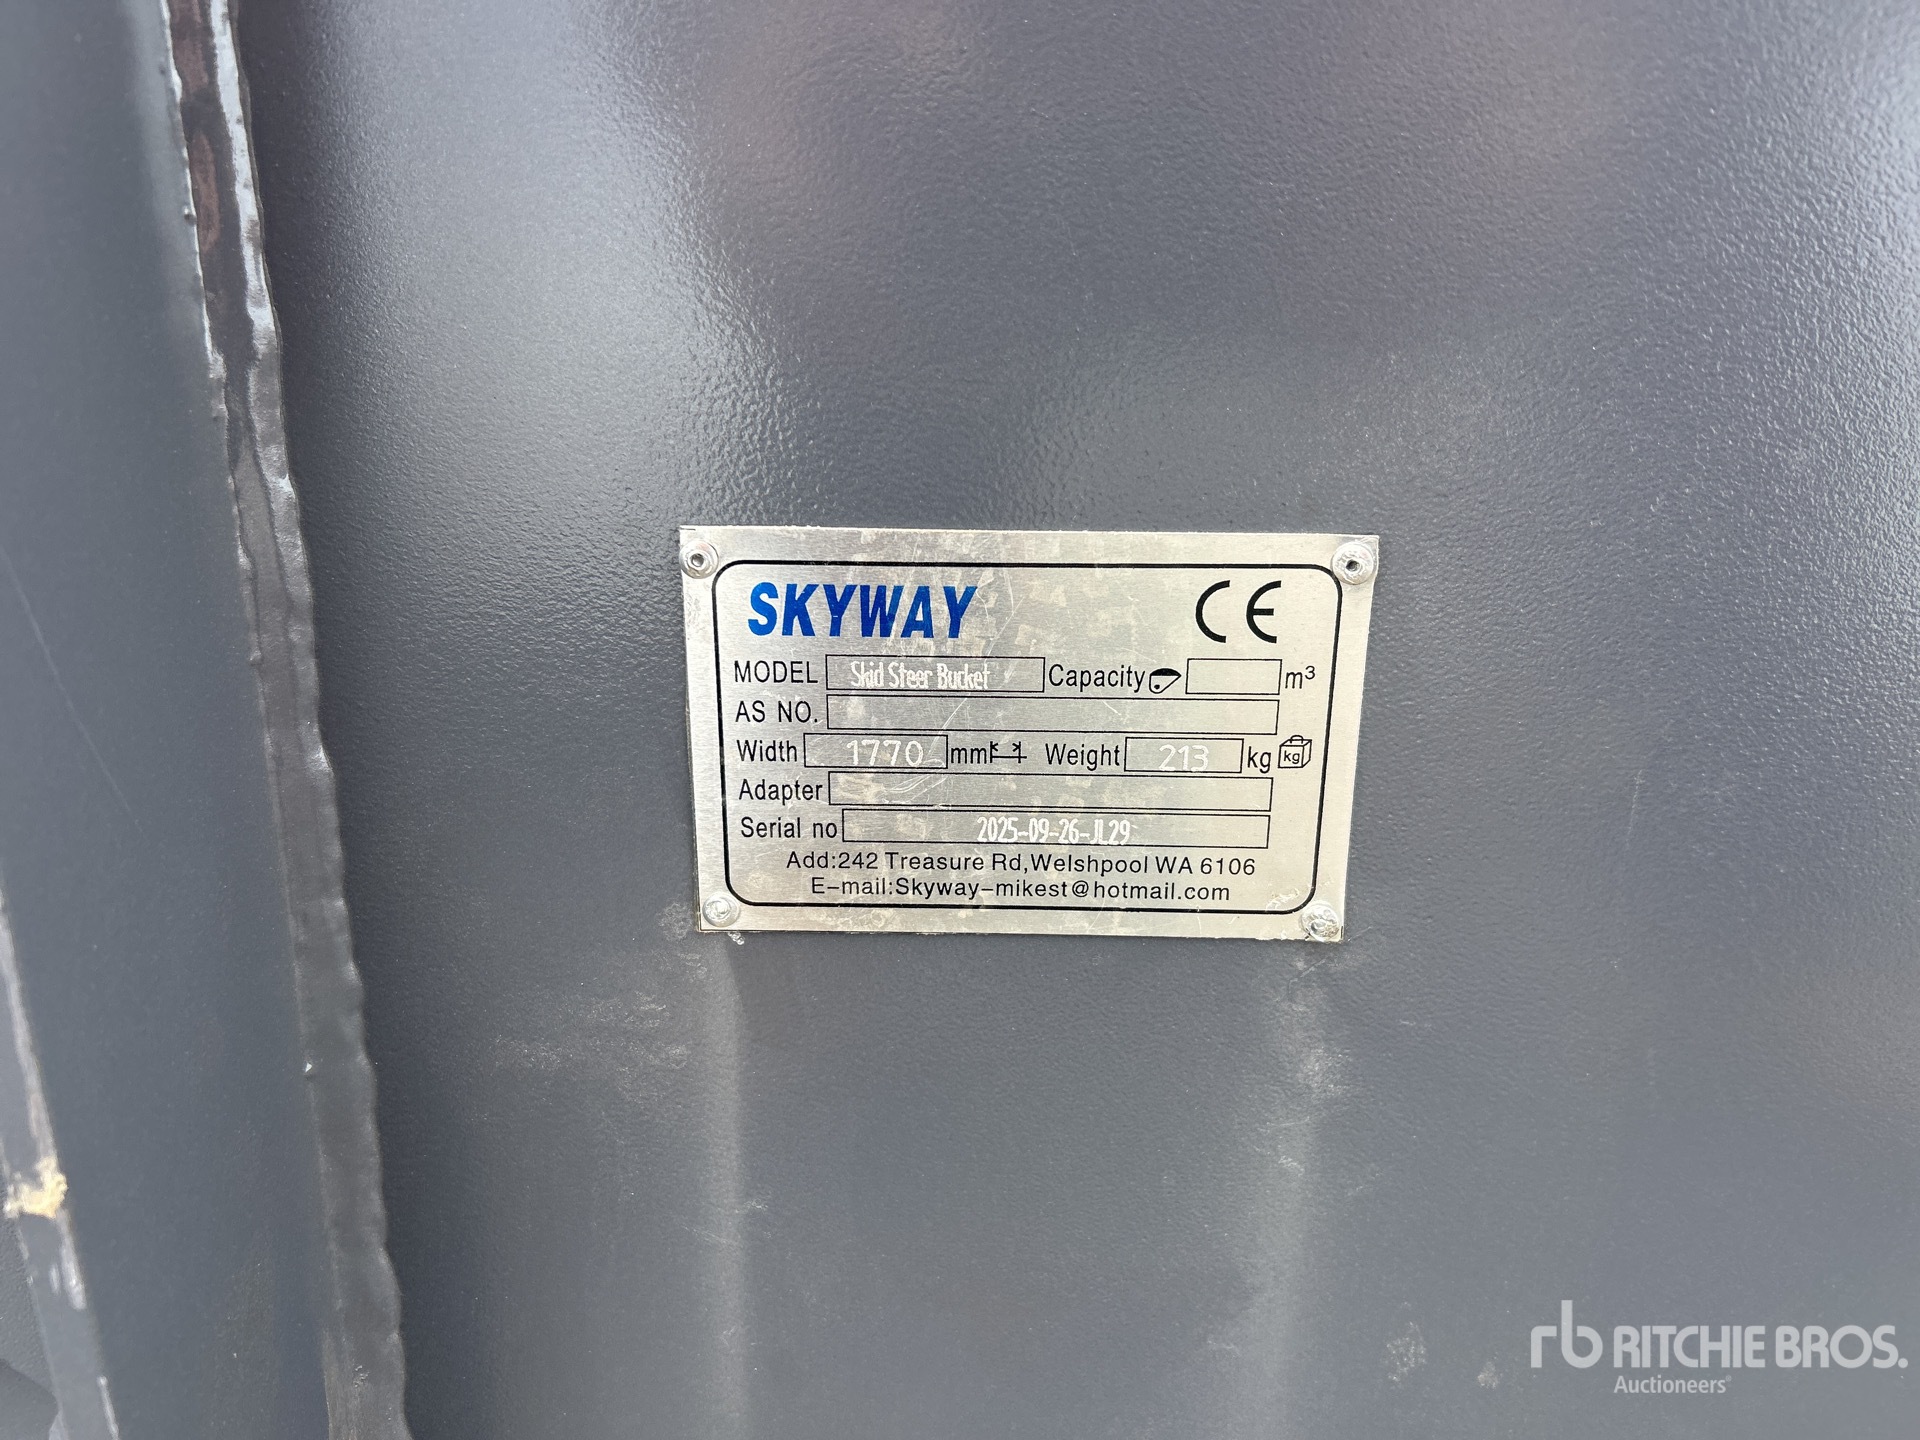 SKYWAY CE
MODEL Skid Steer Bucket Capacity m³
AS NO.
Width 1770 mm Weight 213 kg kg
Adapter
Serial no 2025-09-26-JL29
Add:242 Treasure Rd,Welshpool WA 6106
E-mail:Skyway-mikest@hotmail.com
rb RITCHIE BROS.
Auctioneers